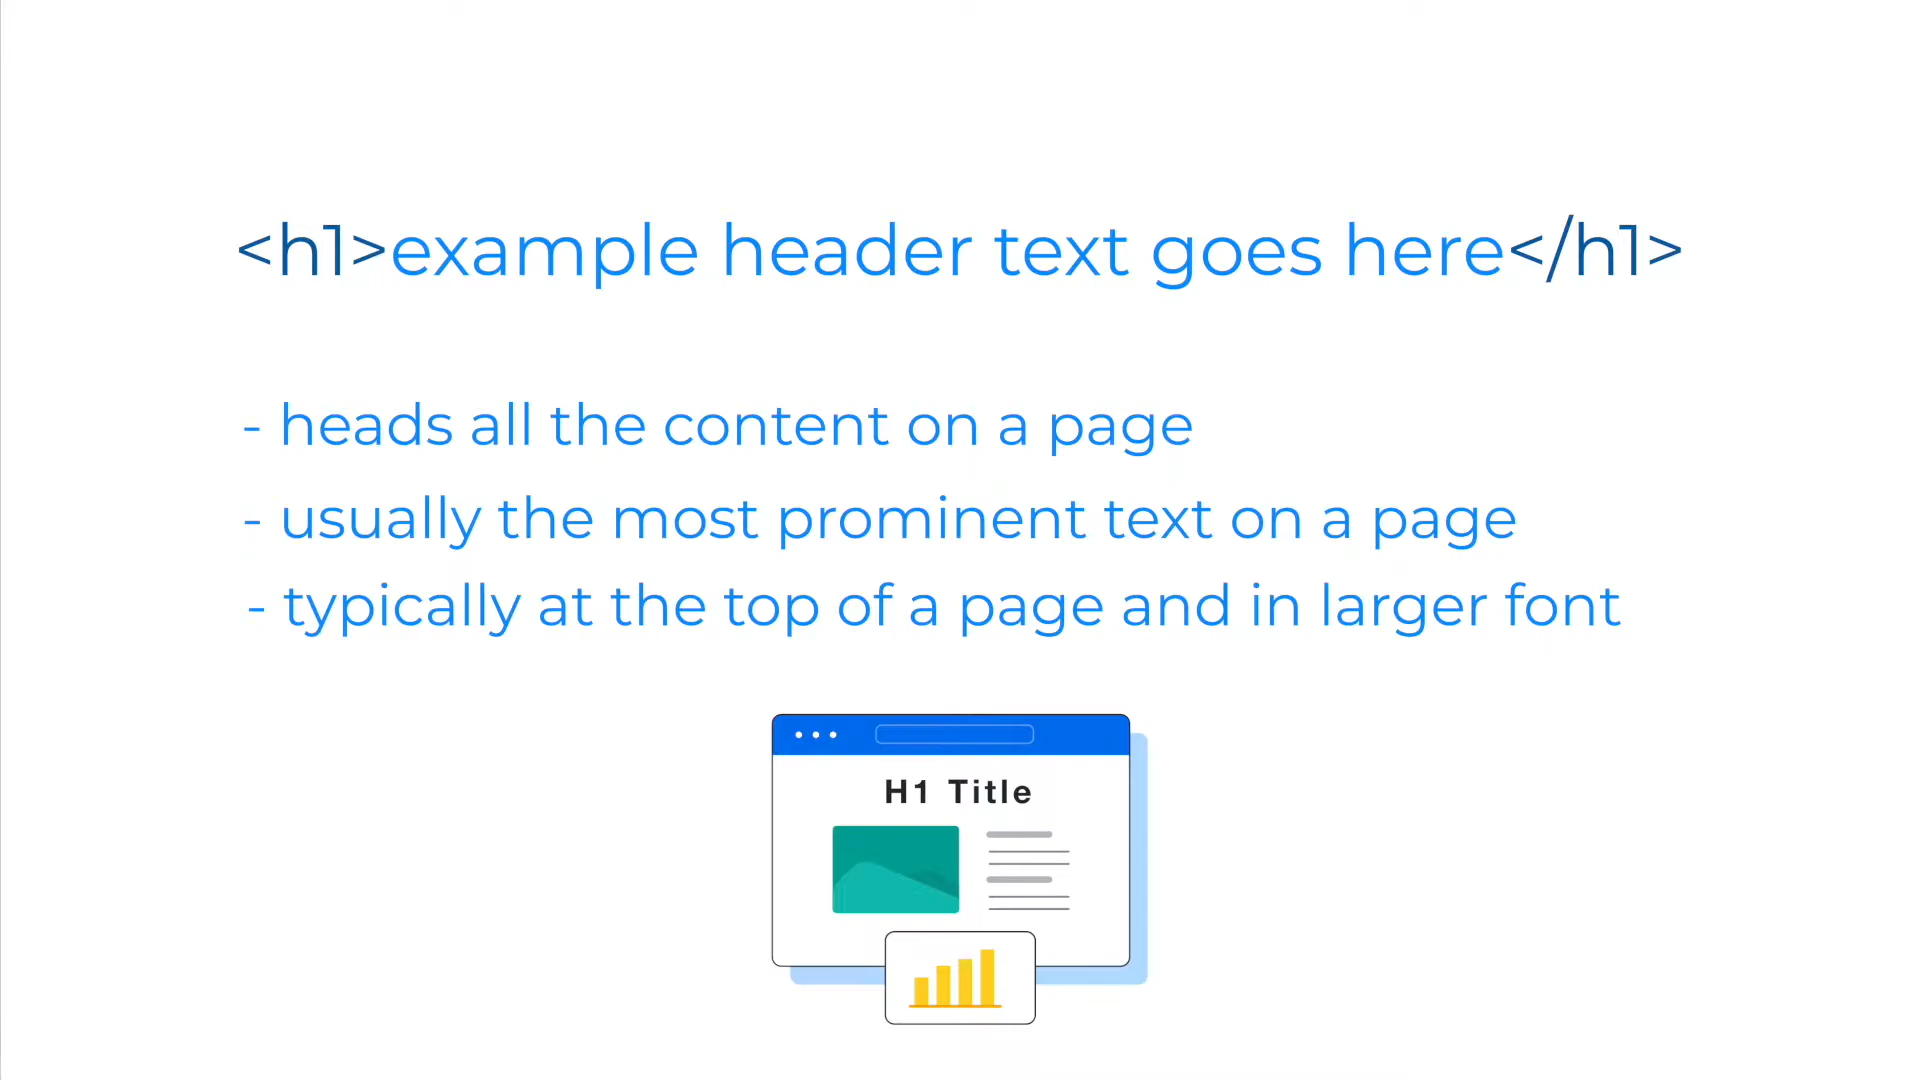 <h1>example header text goes here</h1>
- heads all the content on a page
- usually the most prominent text on a page
- typically at the top of a page and in larger font
H1 Title